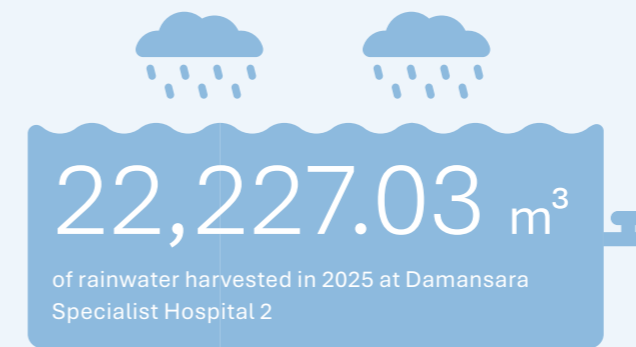 22,227.03 m³
of rainwater harvested in 2025 at Damansara
Specialist Hospital 2